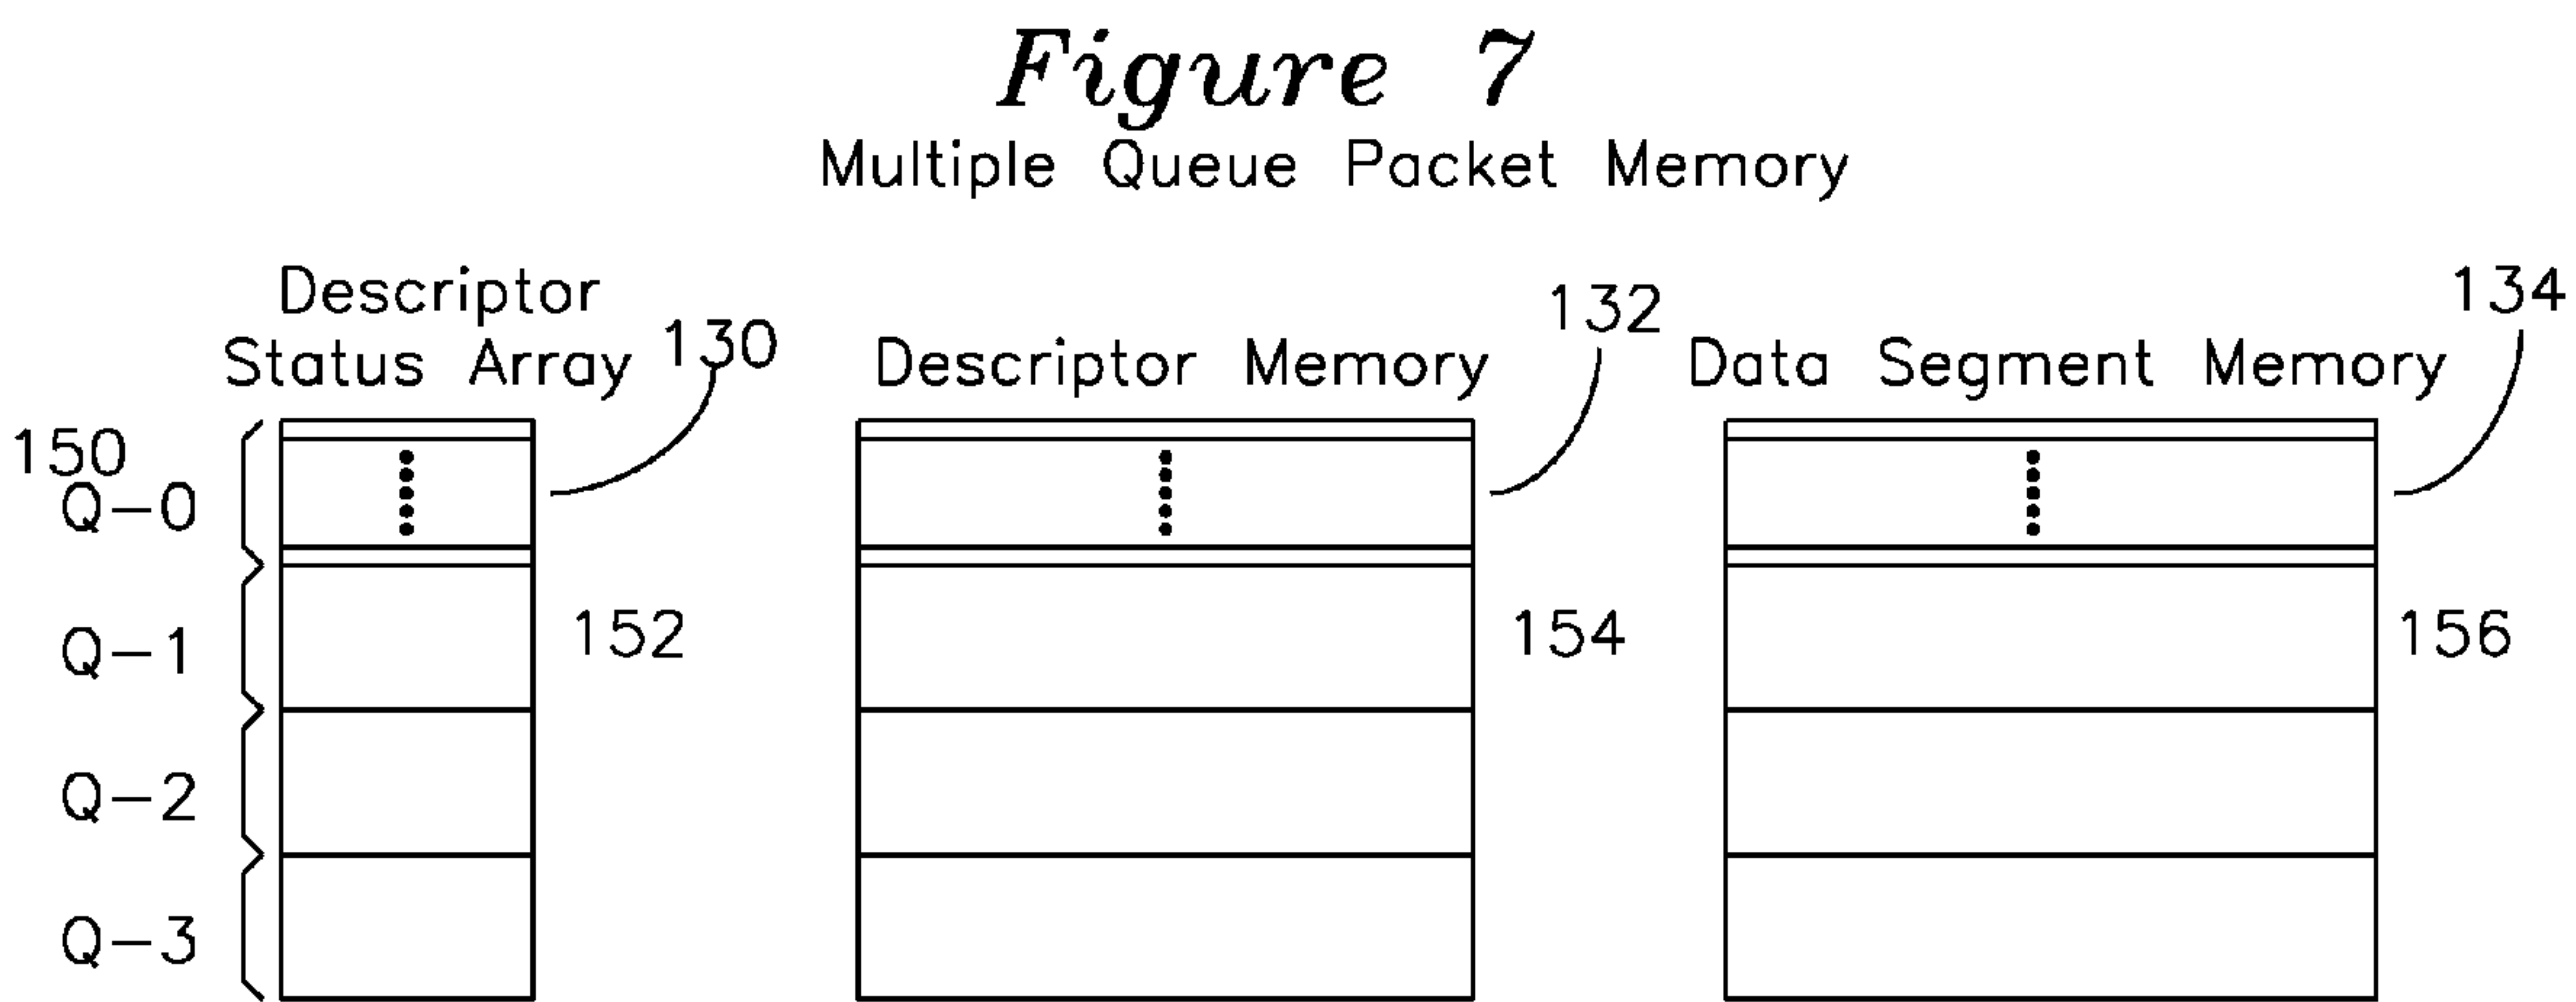 Figure 7
Multiple Queue Packet Memory
Descriptor
Status Array
130
Descriptor Memory
132
Data Segment Memory
134
150
Q-0
Q-1
152
154
156
Q-2
Q-3